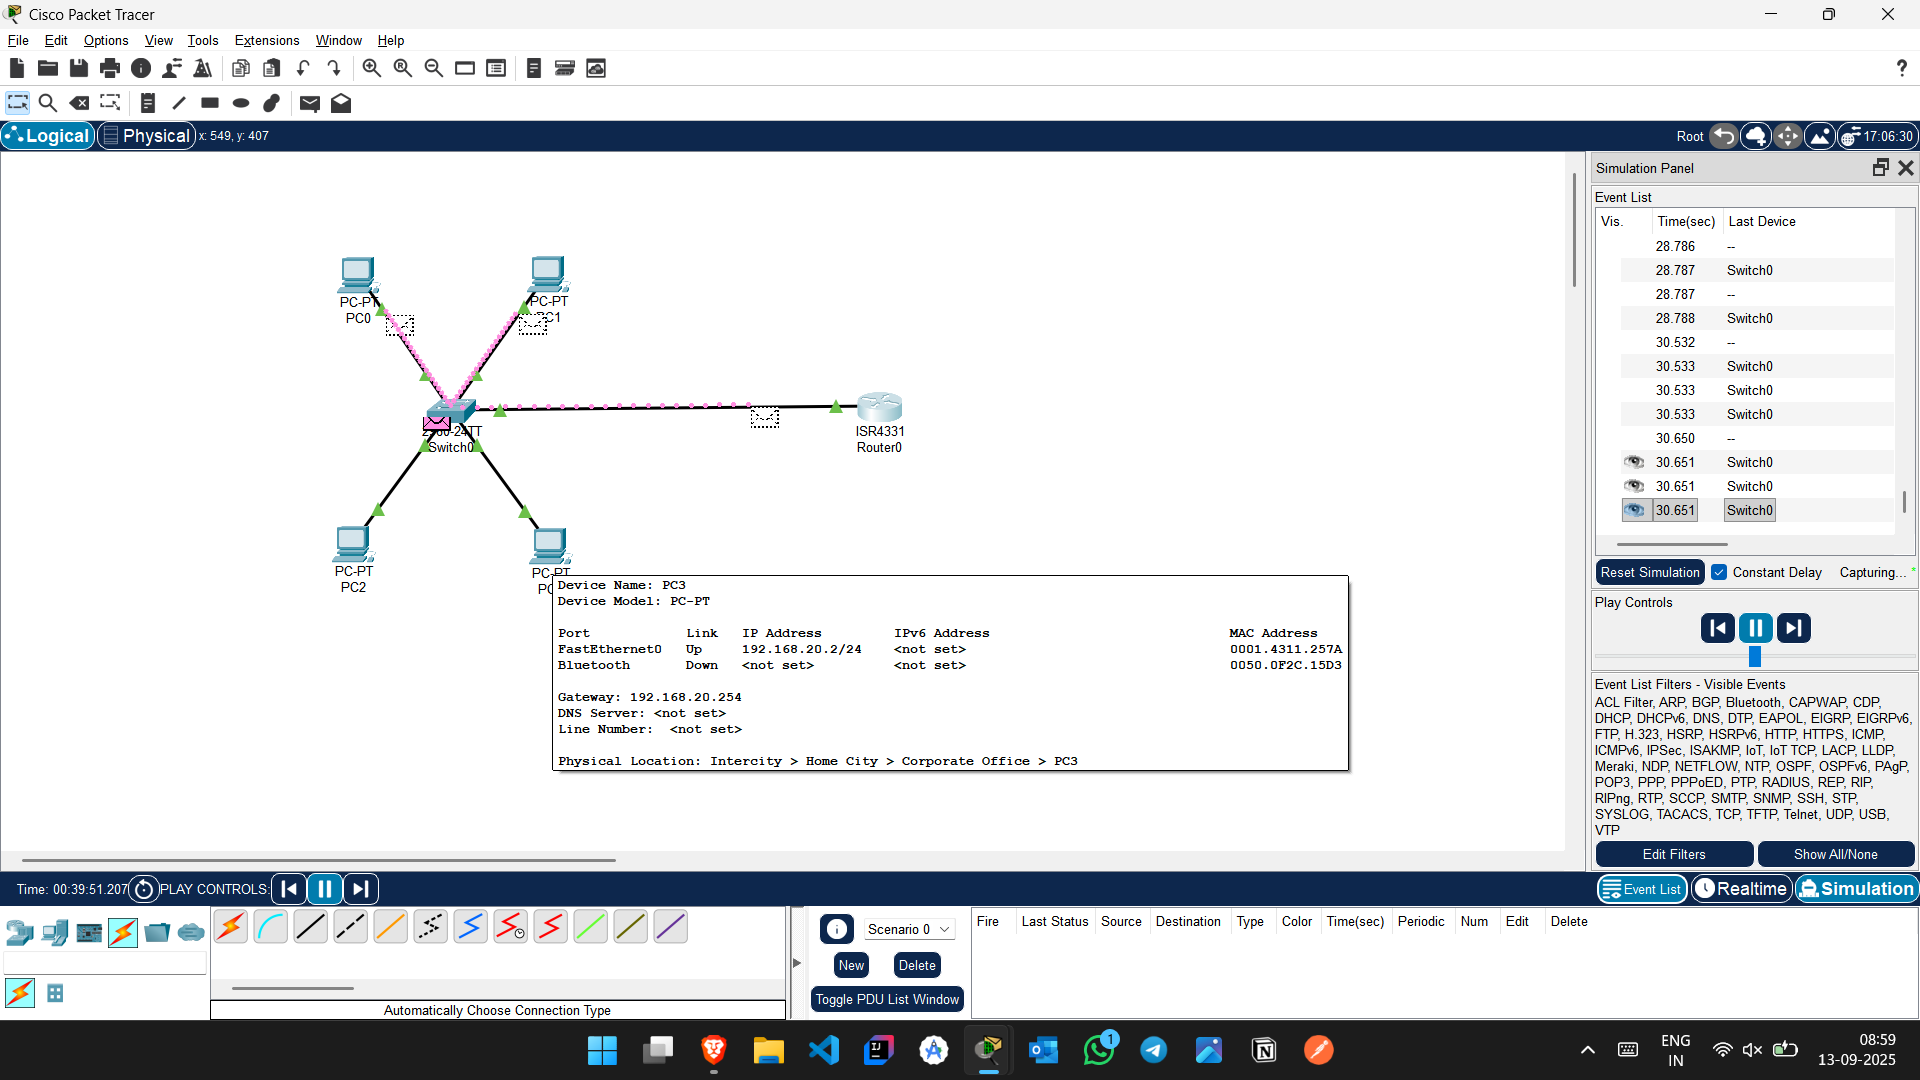 Cisco Packet Tracer
File Edit Options View Tools Extensions Window Help
?
Logical Physical x: 549, y: 407 Root 17:06:30
Simulation Panel
Event List
Vis. Time(sec) Last Device
28.786 --
28.787 Switch0
28.787 --
28.788 Switch0
30.532 --
30.533 Switch0
30.533 Switch0
30.533 Switch0
30.650 --
30.651 Switch0
30.651 Switch0
30.651 Switch0
Reset Simulation Constant Delay Capturing... *
Play Controls
Event List Filters - Visible Events
ACL Filter, ARP, BGP, Bluetooth, CAPWAP, CDP,
DHCP, DHCPv6, DNS, DTP, EAPOL, EIGRP, EIGRPv6,
FTP, H.323, HSRP, HSRPv6, HTTP, HTTPS, ICMP,
ICMPv6, IPSec, ISAKMP, IoT, IoT TCP, LACP, LLDP,
Meraki, NDP, NETFLOW, NTP, OSPF, OSPFv6, PAgP,
POP3, PPP, PPPoED, PTP, RADIUS, REP, RIP,
RIPng, RTP, SCCP, SMTP, SNMP, SSH, STP,
SYSLOG, TACACS, TCP, TFTP, Telnet, UDP, USB,
VTP
Edit Filters Show All/None
PC-PT
PC0
PC-PT
PC1
2960-24TT
Switch0
ISR4331
Router0
PC-PT
PC2
PC-PT
Device Name: PC3
Device Model: PC-PT
Port Link IP Address IPv6 Address MAC Address
FastEthernet0 Up 192.168.20.2/24 <not set> 0001.4311.257A
Bluetooth Down <not set> <not set> 0050.0F2C.15D3
Gateway: 192.168.20.254
DNS Server: <not set>
Line Number: <not set>
Physical Location: Intercity > Home City > Corporate Office > PC3
Time: 00:39:51.207 PLAY CONTROLS: Event List Realtime Simulation
Scenario 0
New Delete
Toggle PDU List Window
Fire Last Status Source Destination Type Color Time(sec) Periodic Num Edit Delete
Automatically Choose Connection Type
1
ENG
IN
08:59
13-09-2025